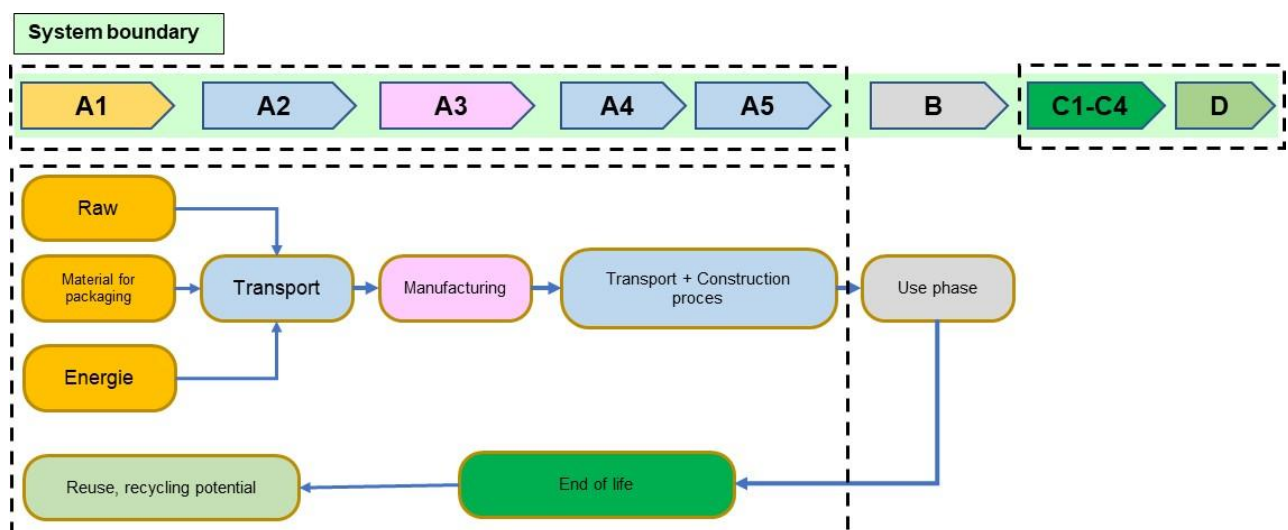 System boundary
A1
A2
A3
A4
A5
B
C1-C4
D
Raw
Material for
packaging
Energie
Transport
Manufacturing
Transport + Construction
proces
Use phase
Reuse, recycling potential
End of life